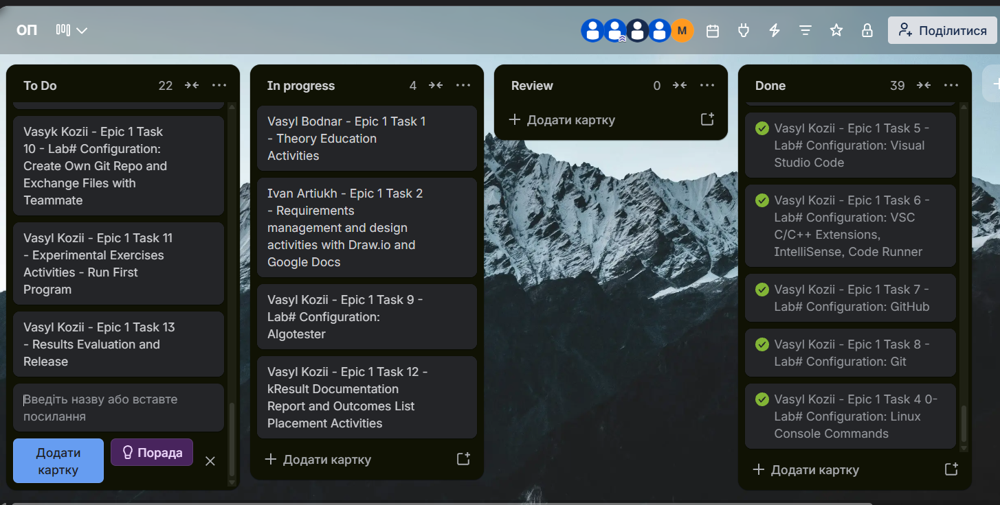 ОП
M
Поділитися
To Do 22
Vasyk Kozii - Epic 1 Task
10 - Lab# Configuration:
Create Own Git Repo and
Exchange Files with
Teammate
Vasyl Kozii - Epic 1 Task 11
- Experimental Exercises
Activities - Run First
Program
Vasyl Kozii - Epic 1 Task 13
- Results Evaluation and
Release
Введіть назву або вставте
посилання
Додати
картку
Порада
In progress 4
Vasyl Bodnar - Epic 1 Task 1
- Theory Education
Activities
Ivan Artiukh - Epic 1 Task 2
- Requirements
management and design
activities with Draw.io and
Google Docs
Vasyl Kozii - Epic 1 Task 9 -
Lab# Configuration:
Algotester
Vasyl Kozii - Epic 1 Task 12 -
kResult Documentation
Report and Outcomes List
Placement Activities
Додати картку
Review 0
Додати картку
Done 39
Vasyl Kozii - Epic 1 Task 5 -
Lab# Configuration: Visual
Studio Code
Vasyl Kozii - Epic 1 Task 6 -
Lab# Configuration: VSC
C/C++ Extensions,
IntelliSense, Code Runner
Vasyl Kozii - Epic 1 Task 7 -
Lab# Configuration: GitHub
Vasyl Kozii - Epic 1 Task 8 -
Lab# Configuration: Git
Vasyl Kozii - Epic 1 Task 4 0-
Lab# Configuration: Linux
Console Commands
Додати картку